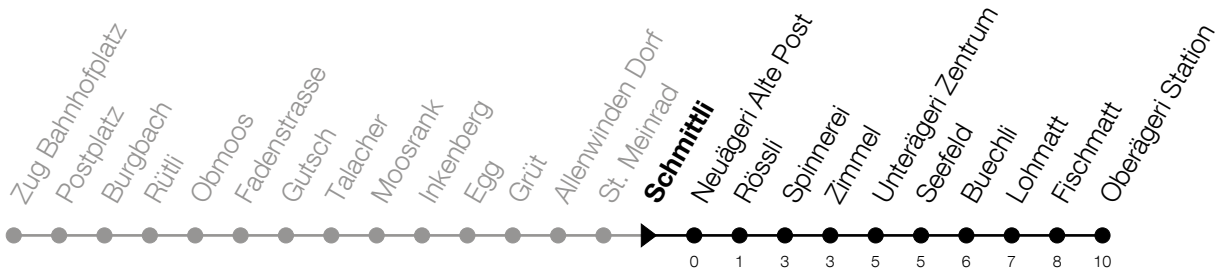 Zug Bahnhofplatz
Postplatz
Burgbach
Rütli
Obmoos
Fadenstrasse
Gutsch
Talacher
Moosrank
Inkenberg
Egg
Grüt
Allenwinden Dorf
St. Meinrad
Schmittli
Neuägeri Alte Post
Rössli
Spinnerei
Zimmel
Unterägeri Zentrum
Seefeld
Buechli
Lohmatt
Fischmatt
Oberägeri Station
0 1 3 3 5 5 6 7 8 10